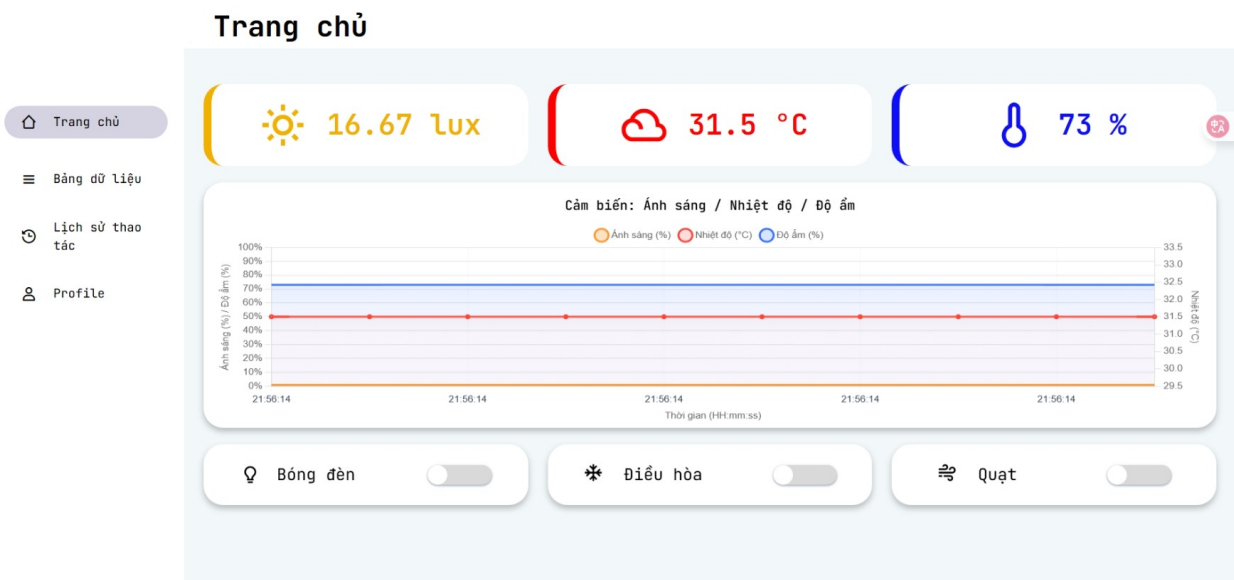 Trang chủ
Trang chủ
Bảng dữ liệu
Lịch sử thao
tác
Profile
16.67 lux
31.5 °C
73 %
Cảm biến: Ánh sáng / Nhiệt độ / Độ ẩm
Ánh sáng (%) Nhiệt độ (°C) Độ ẩm (%)
Ánh sáng (%) / Độ ẩm (%)
100%
90%
80%
70%
60%
50%
40%
30%
20%
10%
0%
33.5
33.0
32.5
32.0
31.5
31.0
30.5
30.0
29.5
Nhiệt độ (°C)
21:56:14 21:56:14 21:56:14 21:56:14 21:56:14
Thời gian (HH:mm:ss)
Bóng đèn
Điều hòa
Quạt
中A